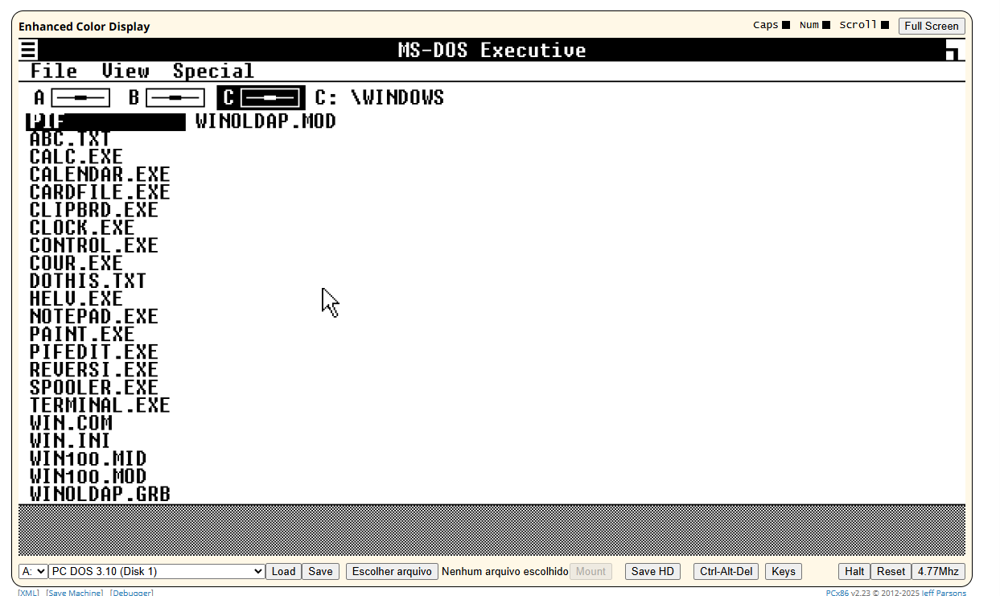 Enhanced Color Display Caps Num Scroll Full Screen
MS-DOS Executive
File View Special
A B C C: \WINDOWS
PIF WINOLDAP.MOD
ABC.TXT
CALC.EXE
CALENDAR.EXE
CARDFILE.EXE
CLIPBRD.EXE
CLOCK.EXE
CONTROL.EXE
COUR.EXE
DOTHIS.TXT
HELV.EXE
NOTEPAD.EXE
PAINT.EXE
PIFEDIT.EXE
REVERSI.EXE
SPOOLER.EXE
TERMINAL.EXE
WIN.COM
WIN.INI
WIN100.MID
WIN100.MOD
WINOLDAP.GRB
A: PC DOS 3.10 (Disk 1) Load Save Escolher arquivo Nenhum arquivo escolhido Mount Save HD Ctrl-Alt-Del Keys Halt Reset 4.77Mhz
[XML] [Save Machine] [Debugger] PCx86 v2.23 © 2012-2025 Jeff Parsons